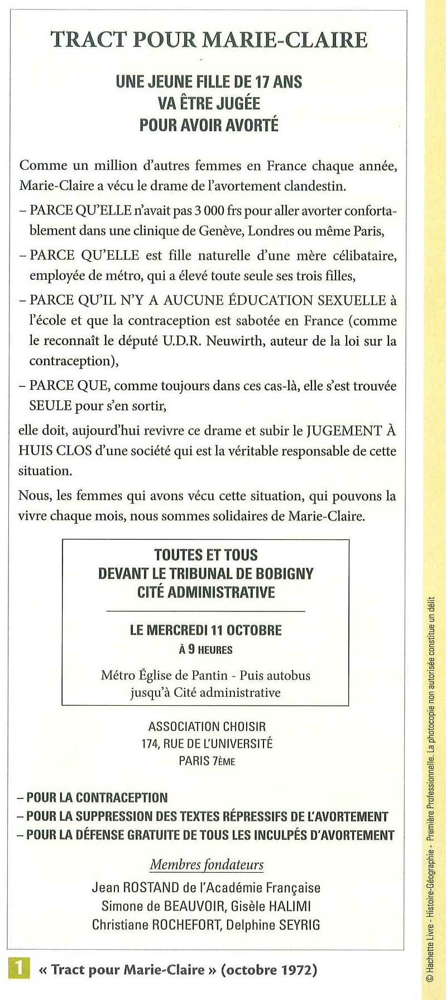 TRACT POUR MARIE-CLAIRE
UNE JEUNE FILLE DE 17 ANS
VA ÊTRE JUGÉE
POUR AVOIR AVORTÉ
Comme un million d'autres femmes en France chaque année,
Marie-Claire a vécu le drame de l'avortement clandestin.
– PARCE QU'ELLE n'avait pas 3 000 frs pour aller avorter conforta-
blement dans une clinique de Genève, Londres ou même Paris,
– PARCE QU'ELLE est fille naturelle d'une mère célibataire,
employée de métro, qui a élevé toute seule ses trois filles,
– PARCE QU'IL N'Y A AUCUNE ÉDUCATION SEXUELLE à
l'école et que la contraception est sabotée en France (comme
le reconnaît le député U.D.R. Neuwirth, auteur de la loi sur la
contraception),
– PARCE QUE, comme toujours dans ces cas-là, elle s'est trouvée
SEULE pour s'en sortir,
elle doit, aujourd'hui revivre ce drame et subir le JUGEMENT À
HUIS CLOS d'une société qui est la véritable responsable de cette
situation.
Nous, les femmes qui avons vécu cette situation, qui pouvons la
vivre chaque mois, nous sommes solidaires de Marie-Claire.
TOUTES ET TOUS
DEVANT LE TRIBUNAL DE BOBIGNY
CITÉ ADMINISTRATIVE
LE MERCREDI 11 OCTOBRE
À 9 HEURES
Métro Église de Pantin - Puis autobus
jusqu'à Cité administrative
ASSOCIATION CHOISIR
174, RUE DE L'UNIVERSITÉ
PARIS 7ÈME
– POUR LA CONTRACEPTION
– POUR LA SUPPRESSION DES TEXTES RÉPRESSIFS DE L'AVORTEMENT
– POUR LA DÉFENSE GRATUITE DE TOUS LES INCULPÉS D'AVORTEMENT
Membres fondateurs
Jean ROSTAND de l'Académie Française
Simone de BEAUVOIR, Gisèle HALIMI
Christiane ROCHEFORT, Delphine SEYRIG
1 « Tract pour Marie-Claire » (octobre 1972)
© Hachette Livre - Histoire-Géographie - Première Professionnelle. La photocopie non autorisée constitue un délit